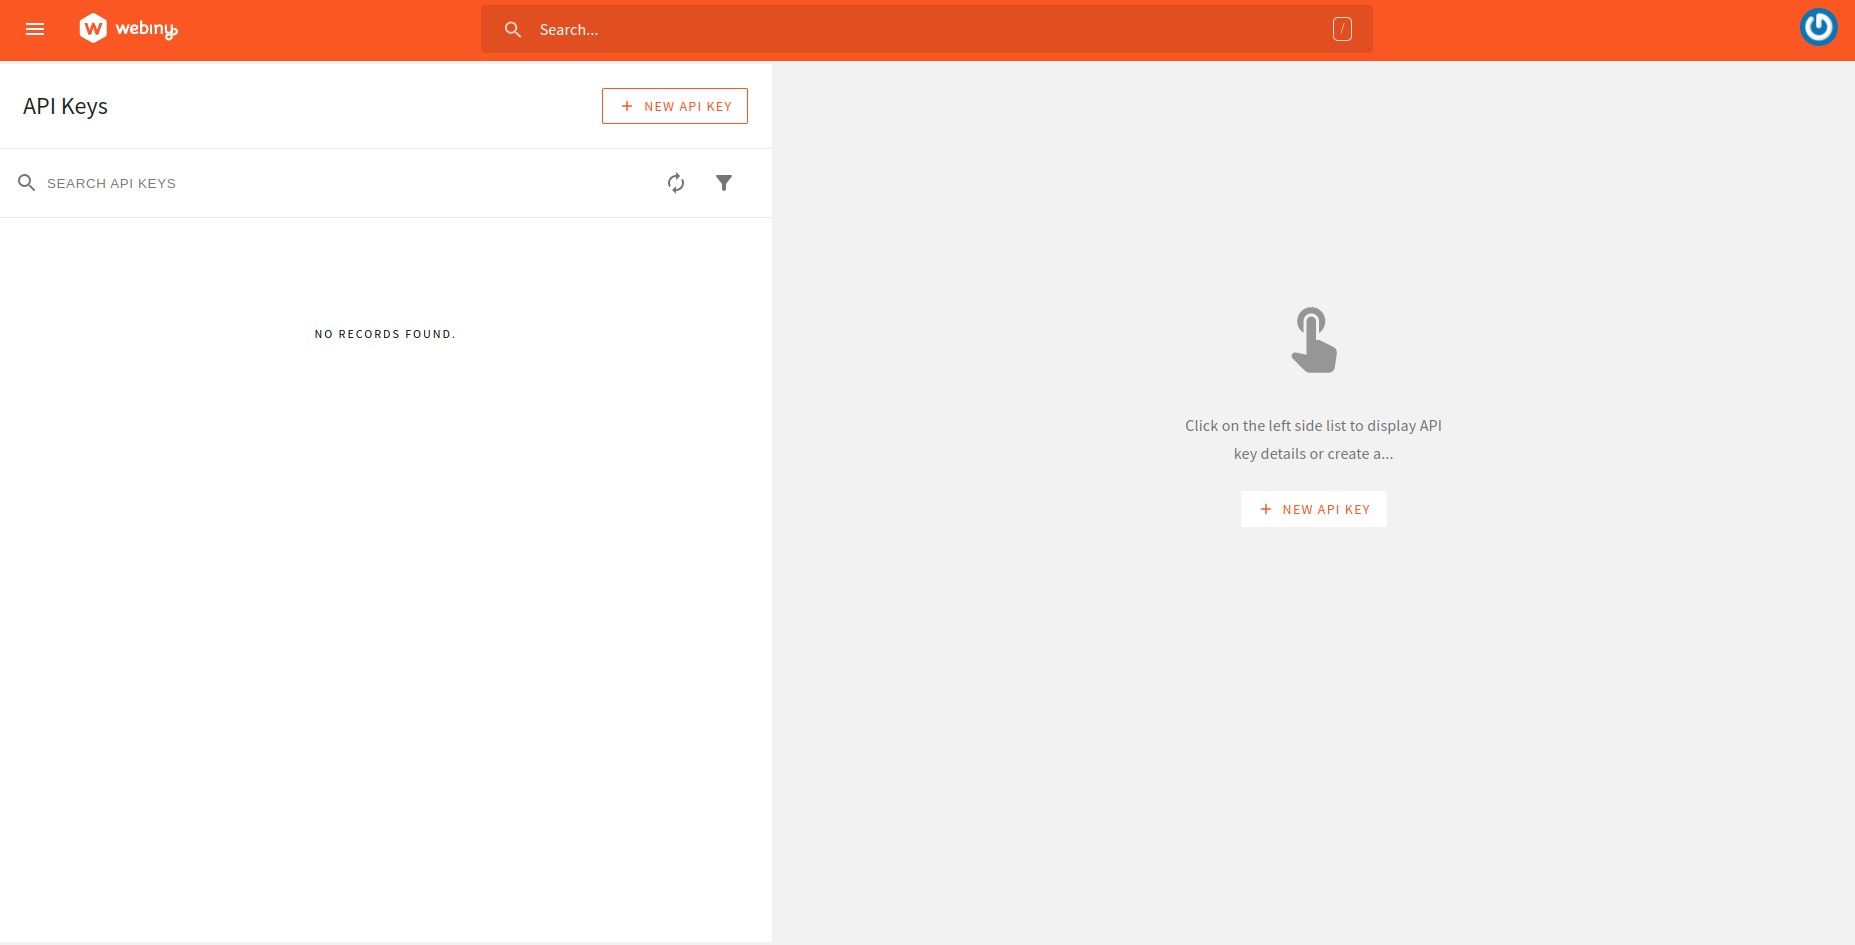 webiny
Search...
/
API Keys
NEW API KEY
SEARCH API KEYS
NO RECORDS FOUND.
Click on the left side list to display API
key details or create a...
NEW API KEY